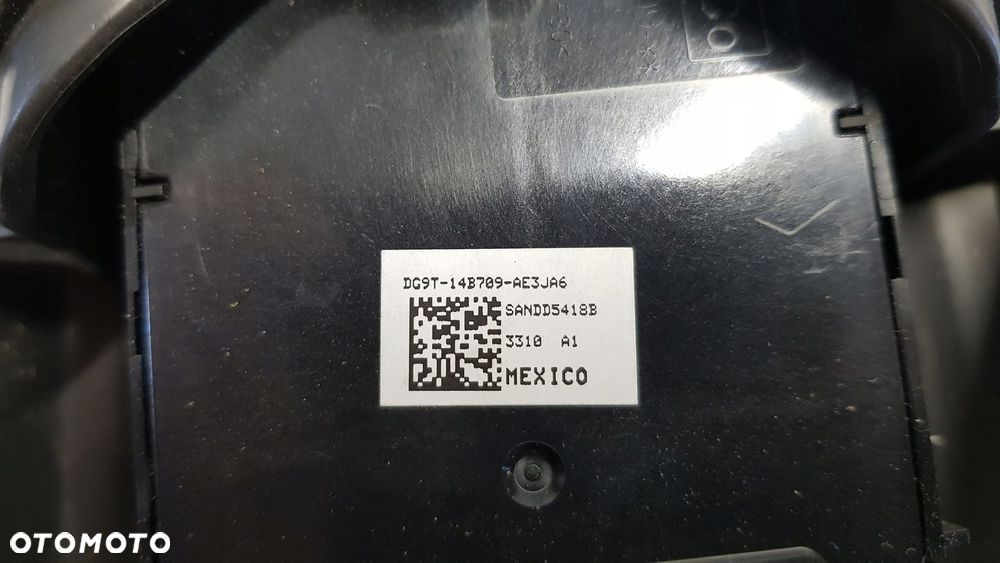 DG9T-14B709-AE3JA6
SANDD5418B
3310 A1
MEXICO
OTOMOTO